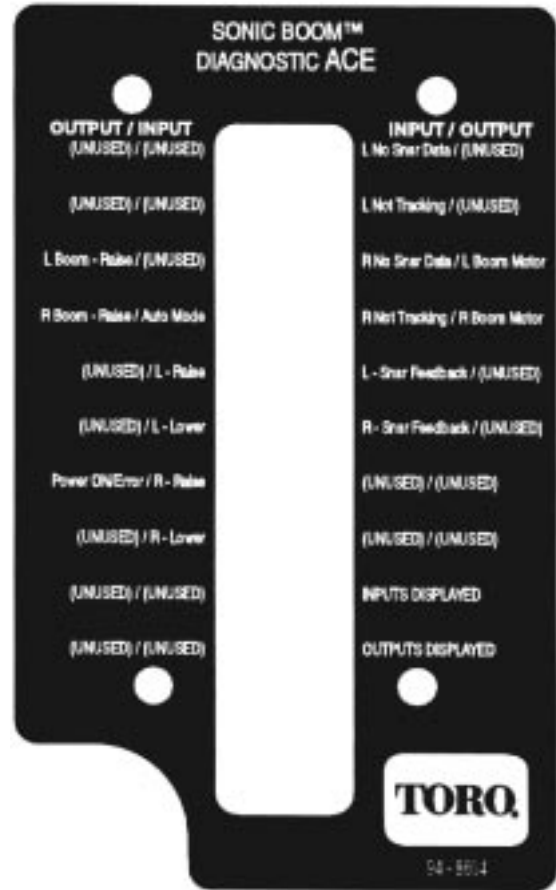 SONIC BOOM™
DIAGNOSTIC ACE
OUTPUT / INPUT
(UNUSED) / (UNUSED)
(UNUSED) / (UNUSED)
L Boom - Raise / (UNUSED)
R Boom - Raise / Auto Mode
(UNUSED) / L - Raise
(UNUSED) / L - Lower
Power ON/Error / R - Raise
(UNUSED) / R - Lower
(UNUSED) / (UNUSED)
(UNUSED) / (UNUSED)
INPUT / OUTPUT
L No Snsr Data / (UNUSED)
L Not Tracking / (UNUSED)
R No Snsr Data / L Boom Motor
R Not Tracking / R Boom Motor
L - Snsr Feedback / (UNUSED)
R - Snsr Feedback / (UNUSED)
(UNUSED) / (UNUSED)
(UNUSED) / (UNUSED)
INPUTS DISPLAYED
OUTPUTS DISPLAYED
TORO.